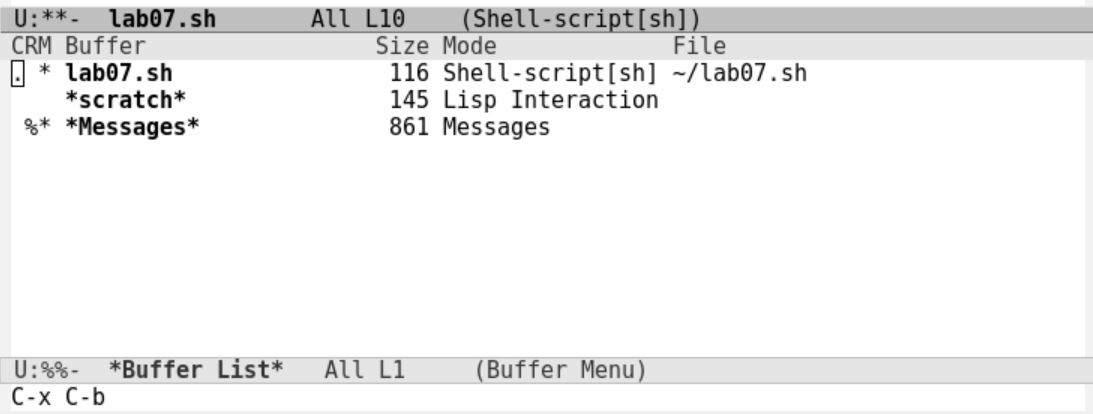 U:**-  lab07.sh       All L10    (Shell-script[sh])
CRM Buffer                 Size Mode             File
. * lab07.sh                116 Shell-script[sh] ~/lab07.sh
    *scratch*               145 Lisp Interaction
 %* *Messages*              861 Messages
U:%%-  *Buffer List*   All L1     (Buffer Menu)
C-x C-b